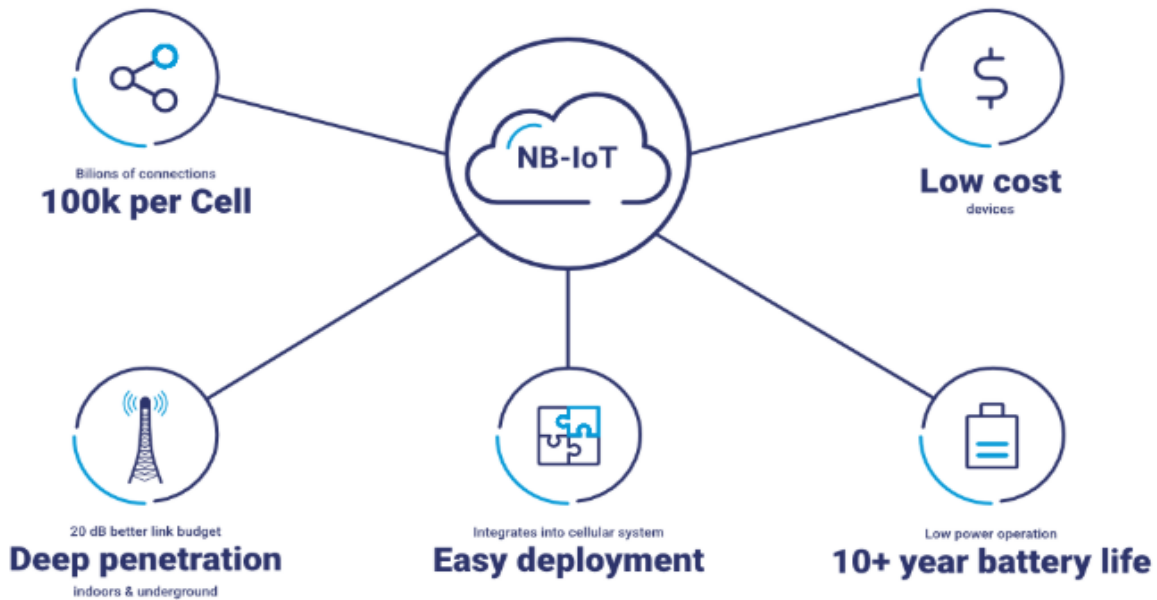 NB-IoT
Bilions of connections
100k per Cell
Low cost
devices
20 dB better link budget
Deep penetration
indoors & underground
Integrates into cellular system
Easy deployment
Low power operation
10+ year battery life